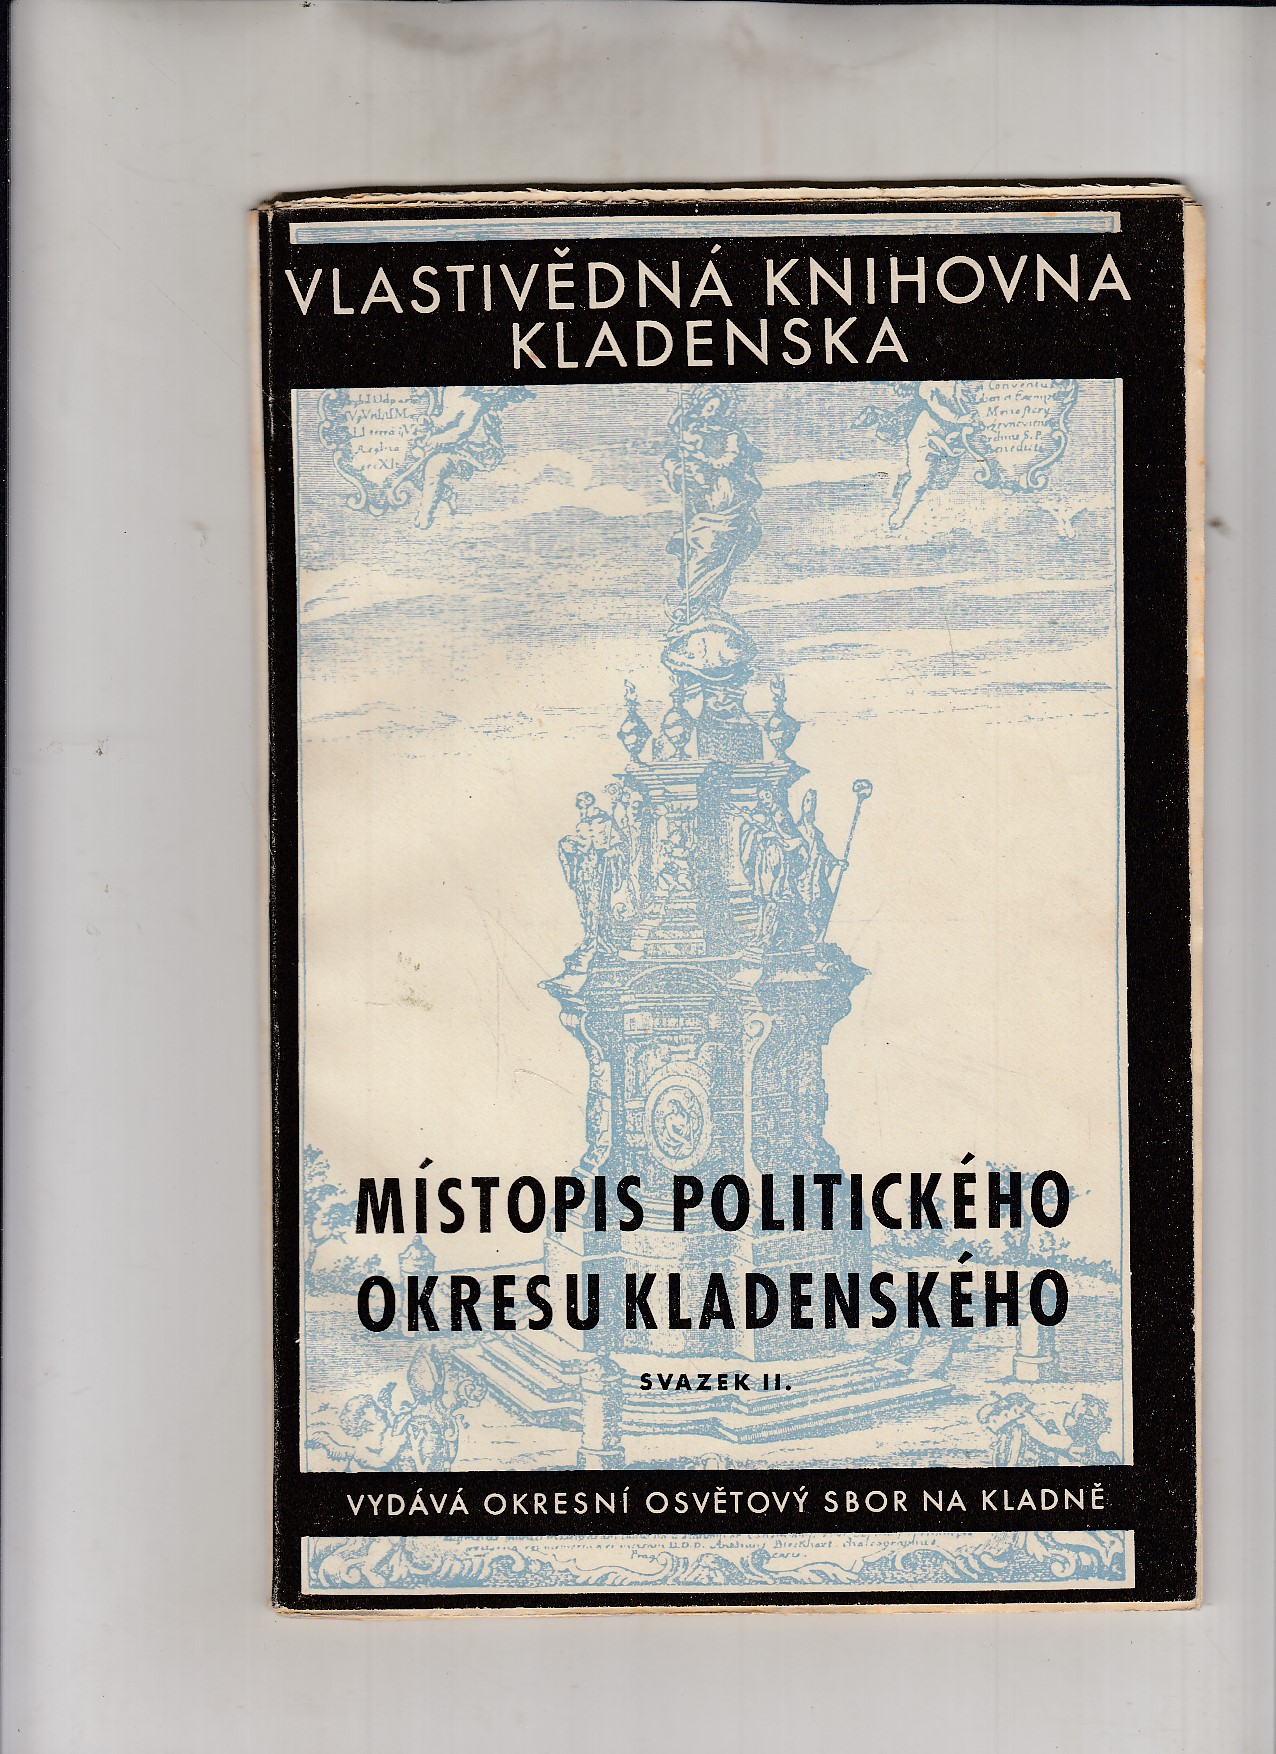 VLASTIVĚDNÁ KNIHOVNA
KLADENSKA
MÍSTOPIS POLITICKÉHO
OKRESU KLADENSKÉHO
SVAZEK II.
VYDÁVÁ OKRESNÍ OSVĚTOVÝ SBOR NA KLADNĚ